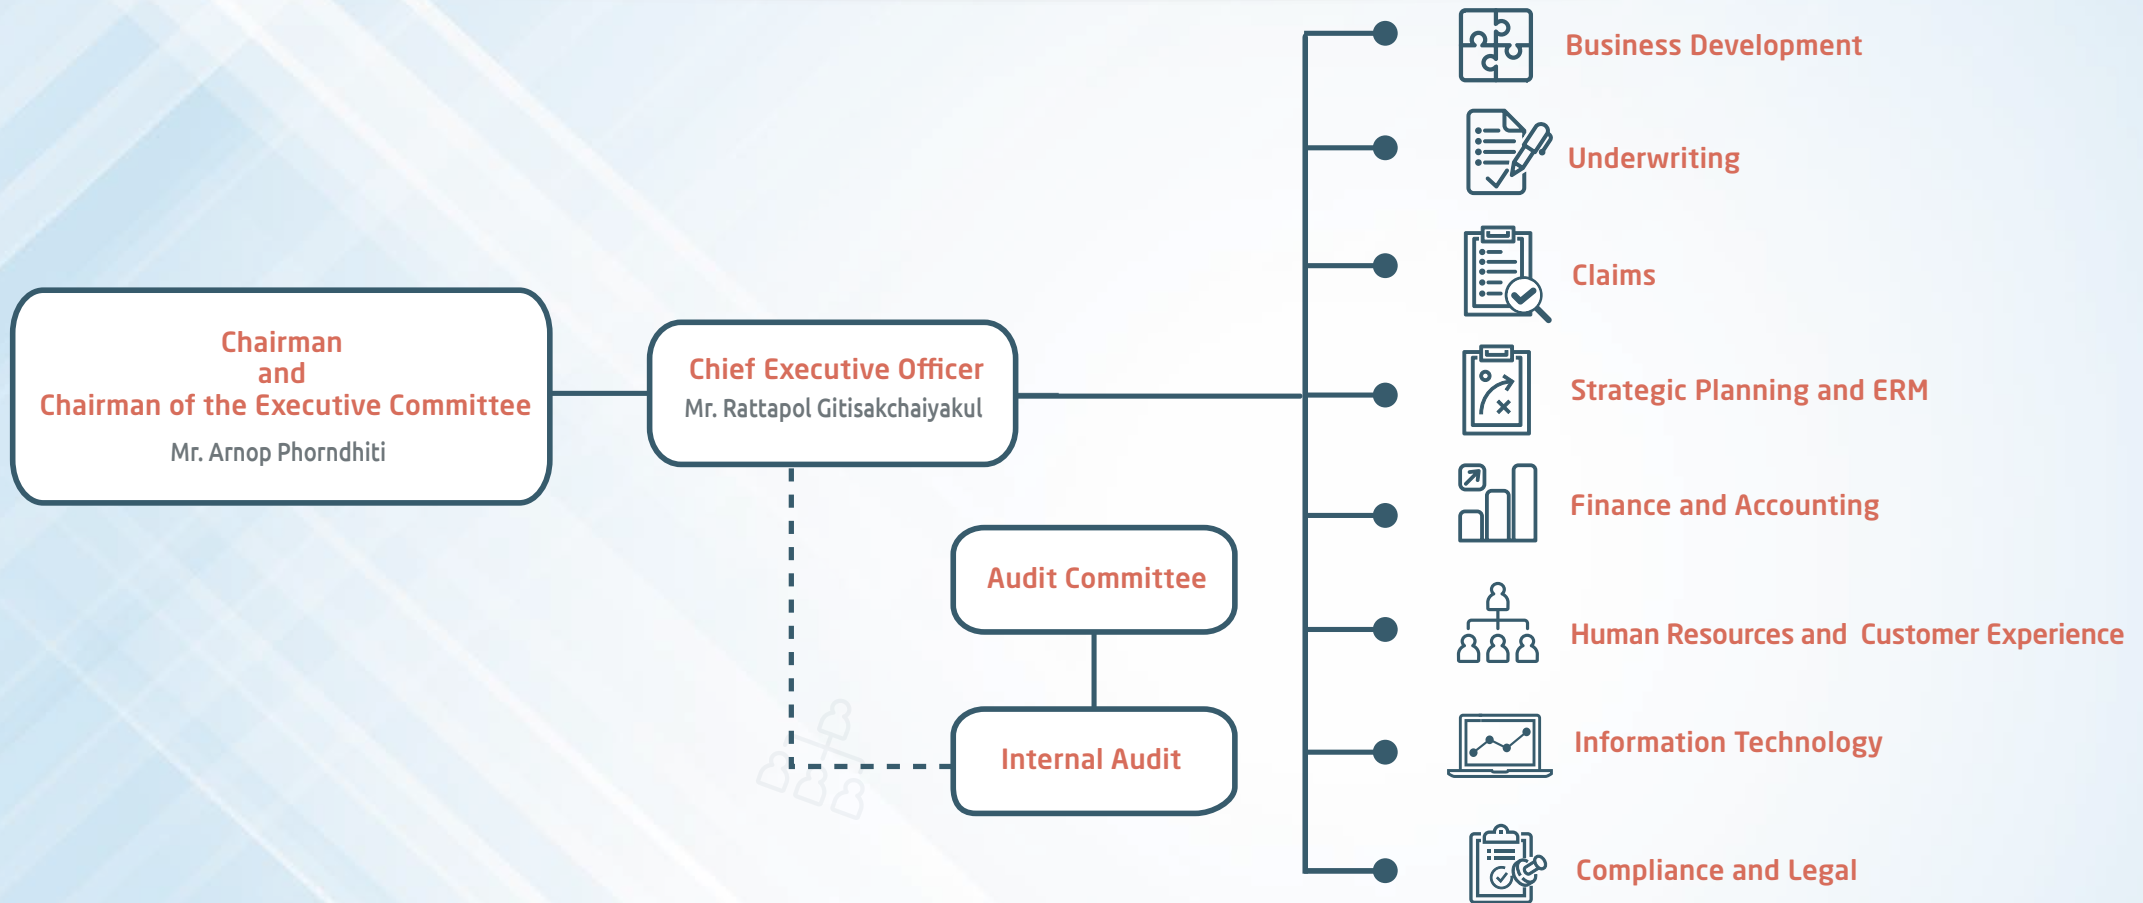 Chairman
and
Chairman of the Executive Committee
Mr. Arnop Phorndhiti
Chief Executive Officer
Mr. Rattapol Gitisakchaiyakul
Audit Committee
Internal Audit
Business Development
Underwriting
Claims
Strategic Planning and ERM
Finance and Accounting
Human Resources and Customer Experience
Information Technology
Compliance and Legal